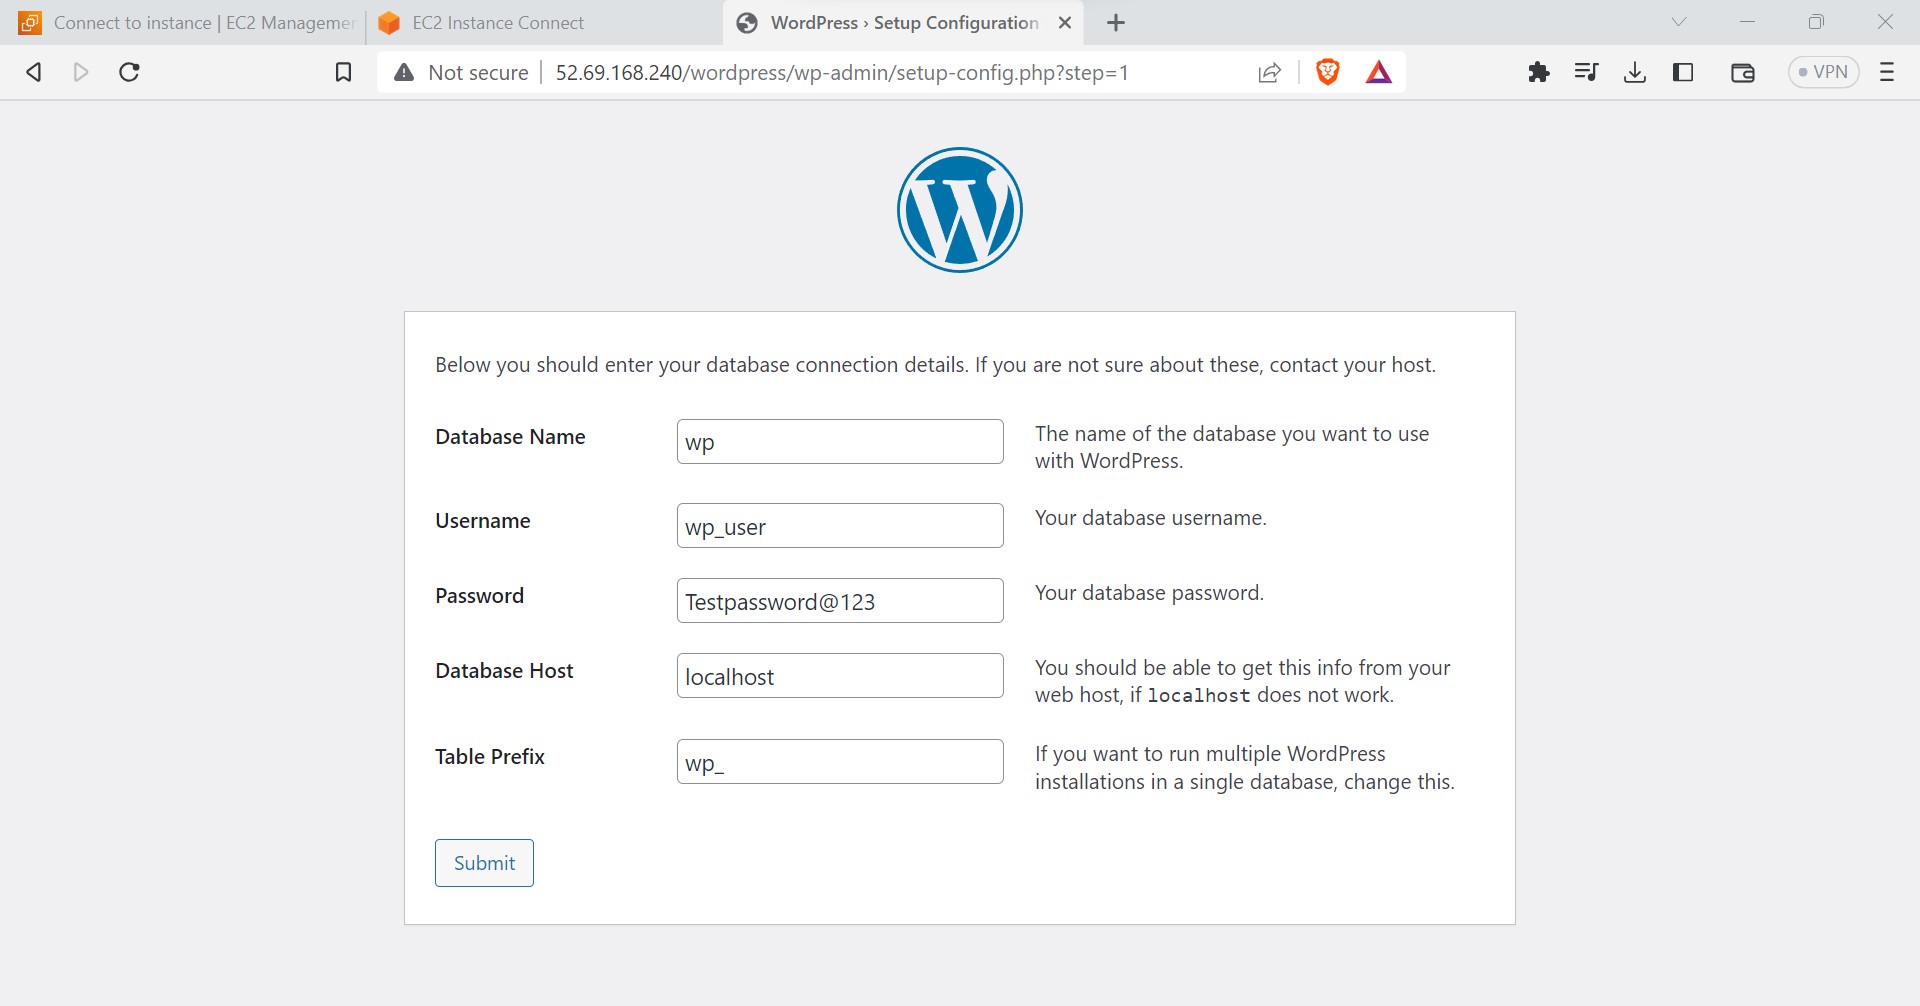 Connect to instance | EC2 Managemen
EC2 Instance Connect
WordPress › Setup Configuration
Not secure
52.69.168.240/wordpress/wp-admin/setup-config.php?step=1
VPN
W
Below you should enter your database connection details. If you are not sure about these, contact your host.
Database Name
wp
The name of the database you want to use
with WordPress.
Username
wp_user
Your database username.
Password
Testpassword@123
Your database password.
Database Host
localhost
You should be able to get this info from your
web host, if localhost does not work.
Table Prefix
wp_
If you want to run multiple WordPress
installations in a single database, change this.
Submit